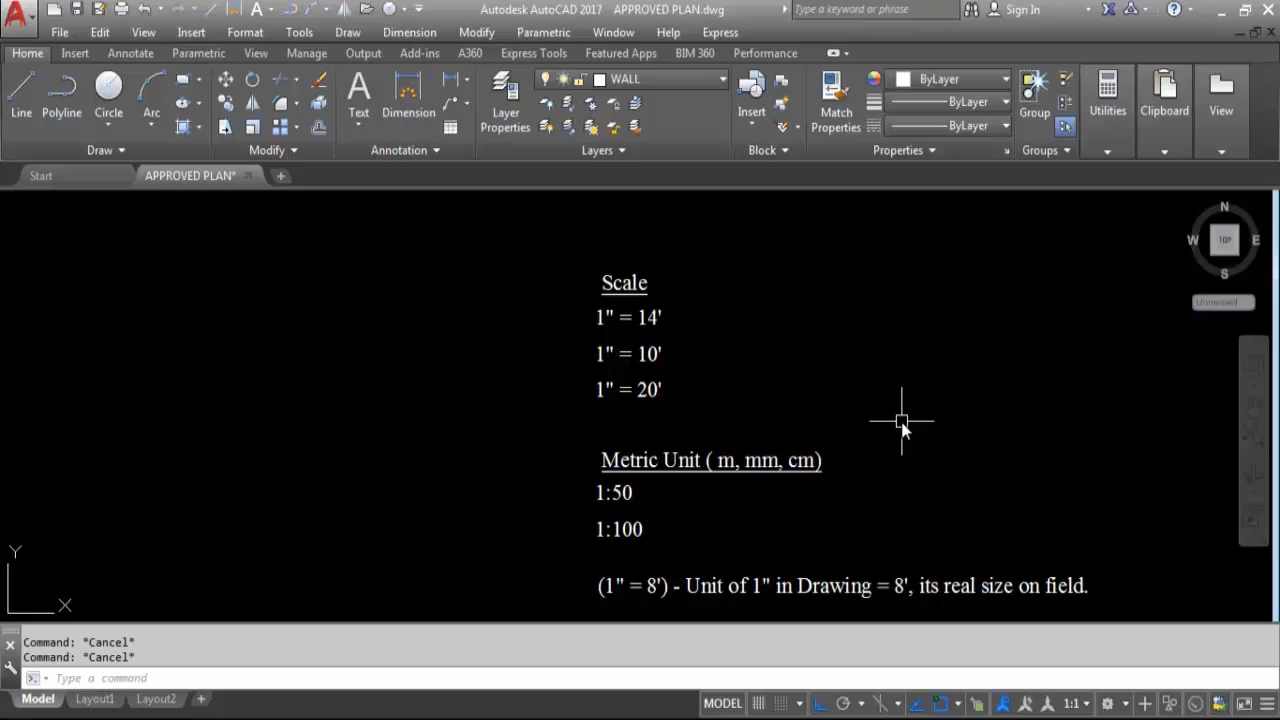 Autodesk AutoCAD 2017 APPROVED PLAN.dwg
Type a keyword or phrase
Sign In
File Edit View Insert Format Tools Draw Dimension Modify Parametric Window Help Express
Home Insert Annotate Parametric View Manage Output Add-ins A360 Express Tools Featured Apps BIM 360 Performance
Line Polyline Circle Arc
Text Dimension
Layer Properties
WALL
Insert
Match Properties
ByLayer
ByLayer
ByLayer
Group
Utilities
Clipboard
View
Draw Modify Annotation Layers Block Properties Groups
Start APPROVED PLAN*
N
W TOP E
S
Unnamed
Scale
1" = 14'
1" = 10'
1" = 20'
Metric Unit ( m, mm, cm)
1:50
1:100
(1" = 8') - Unit of 1" in Drawing = 8', its real size on field.
Y
X
Command: *Cancel*
Command: *Cancel*
Type a command
Model Layout1 Layout2
MODEL 1:1